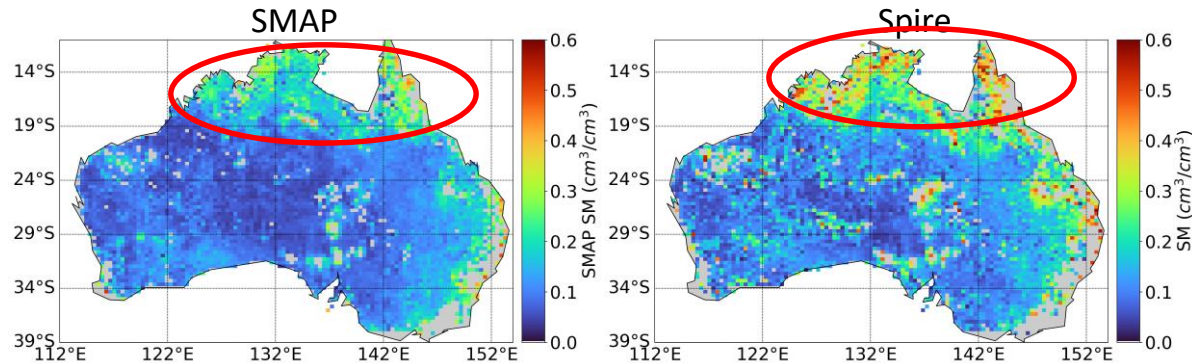 SMAP
Spire
14°S
19°S
24°S
29°S
34°S
39°S
112°E
122°E
132°E
142°E
152°E
0.6
0.5
0.4
0.3
0.2
0.1
0.0
SMAP SM (cm³/cm³)
14°S
19°S
24°S
29°S
34°S
39°S
112°E
122°E
132°E
142°E
152°E
0.6
0.5
0.4
0.3
0.2
0.1
0.0
SM (cm³/cm³)